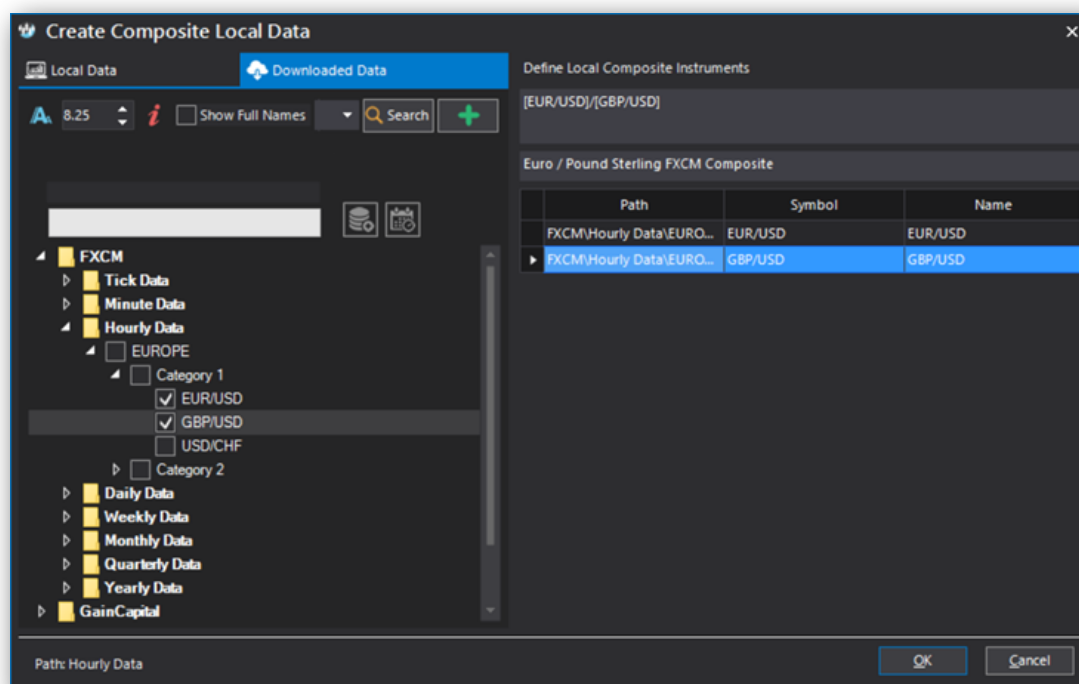 Create Composite Local Data
Local Data
Downloaded Data
8.25
Show Full Names
Search
Define Local Composite Instruments
[EUR/USD]/[GBP/USD]
Euro / Pound Sterling FXCM Composite
Path Symbol Name
FXCM\Hourly Data\EURO... EUR/USD EUR/USD
FXCM\Hourly Data\EURO... GBP/USD GBP/USD
FXCM
Tick Data
Minute Data
Hourly Data
EUROPE
Category 1
EUR/USD
GBP/USD
USD/CHF
Category 2
Daily Data
Weekly Data
Monthly Data
Quarterly Data
Yearly Data
GainCapital
Path: Hourly Data
OK
Cancel